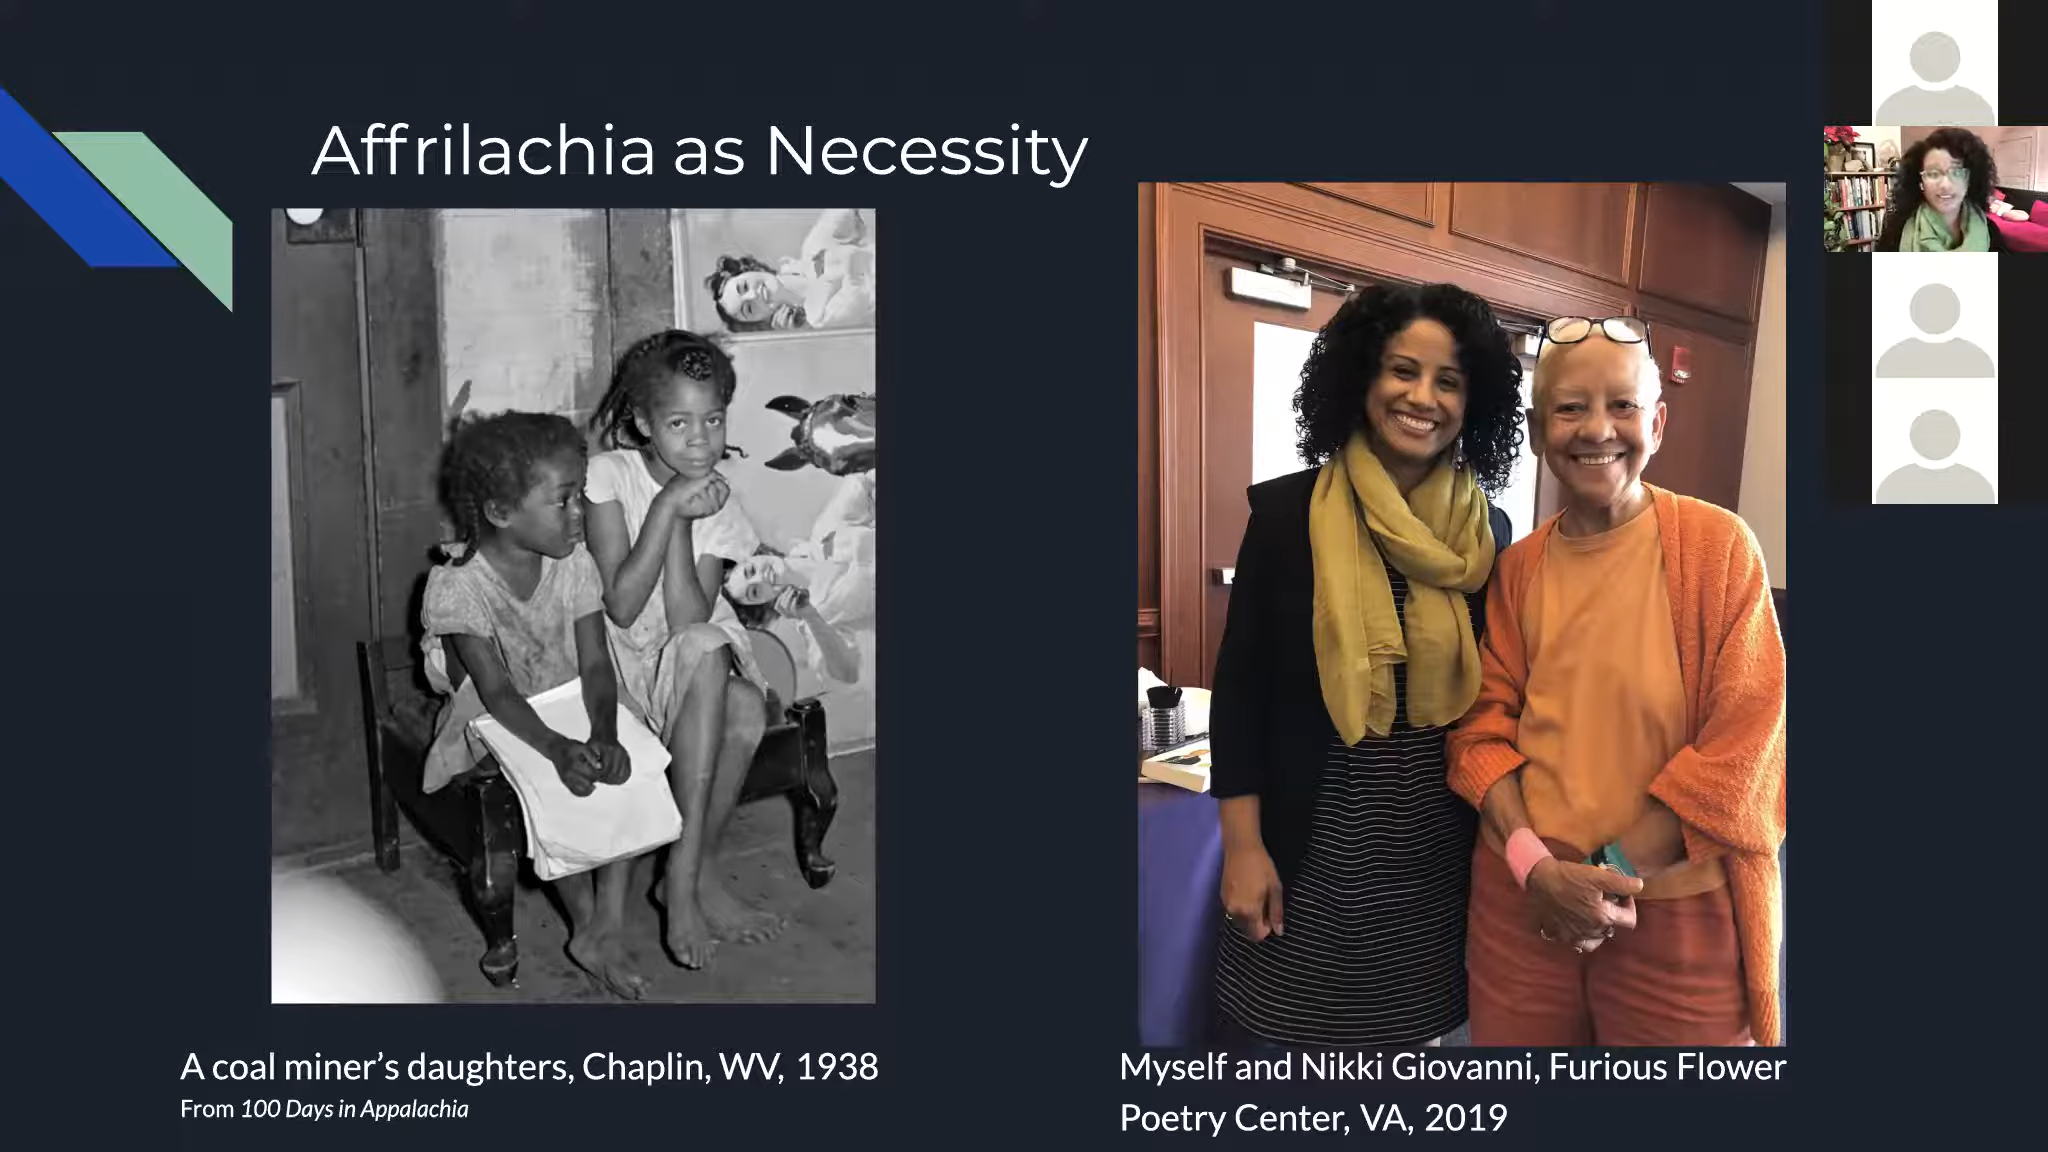 Affrilachia as Necessity
A coal miner's daughters, Chaplin, WV, 1938
From 100 Days in Appalachia
Myself and Nikki Giovanni, Furious Flower
Poetry Center, VA, 2019